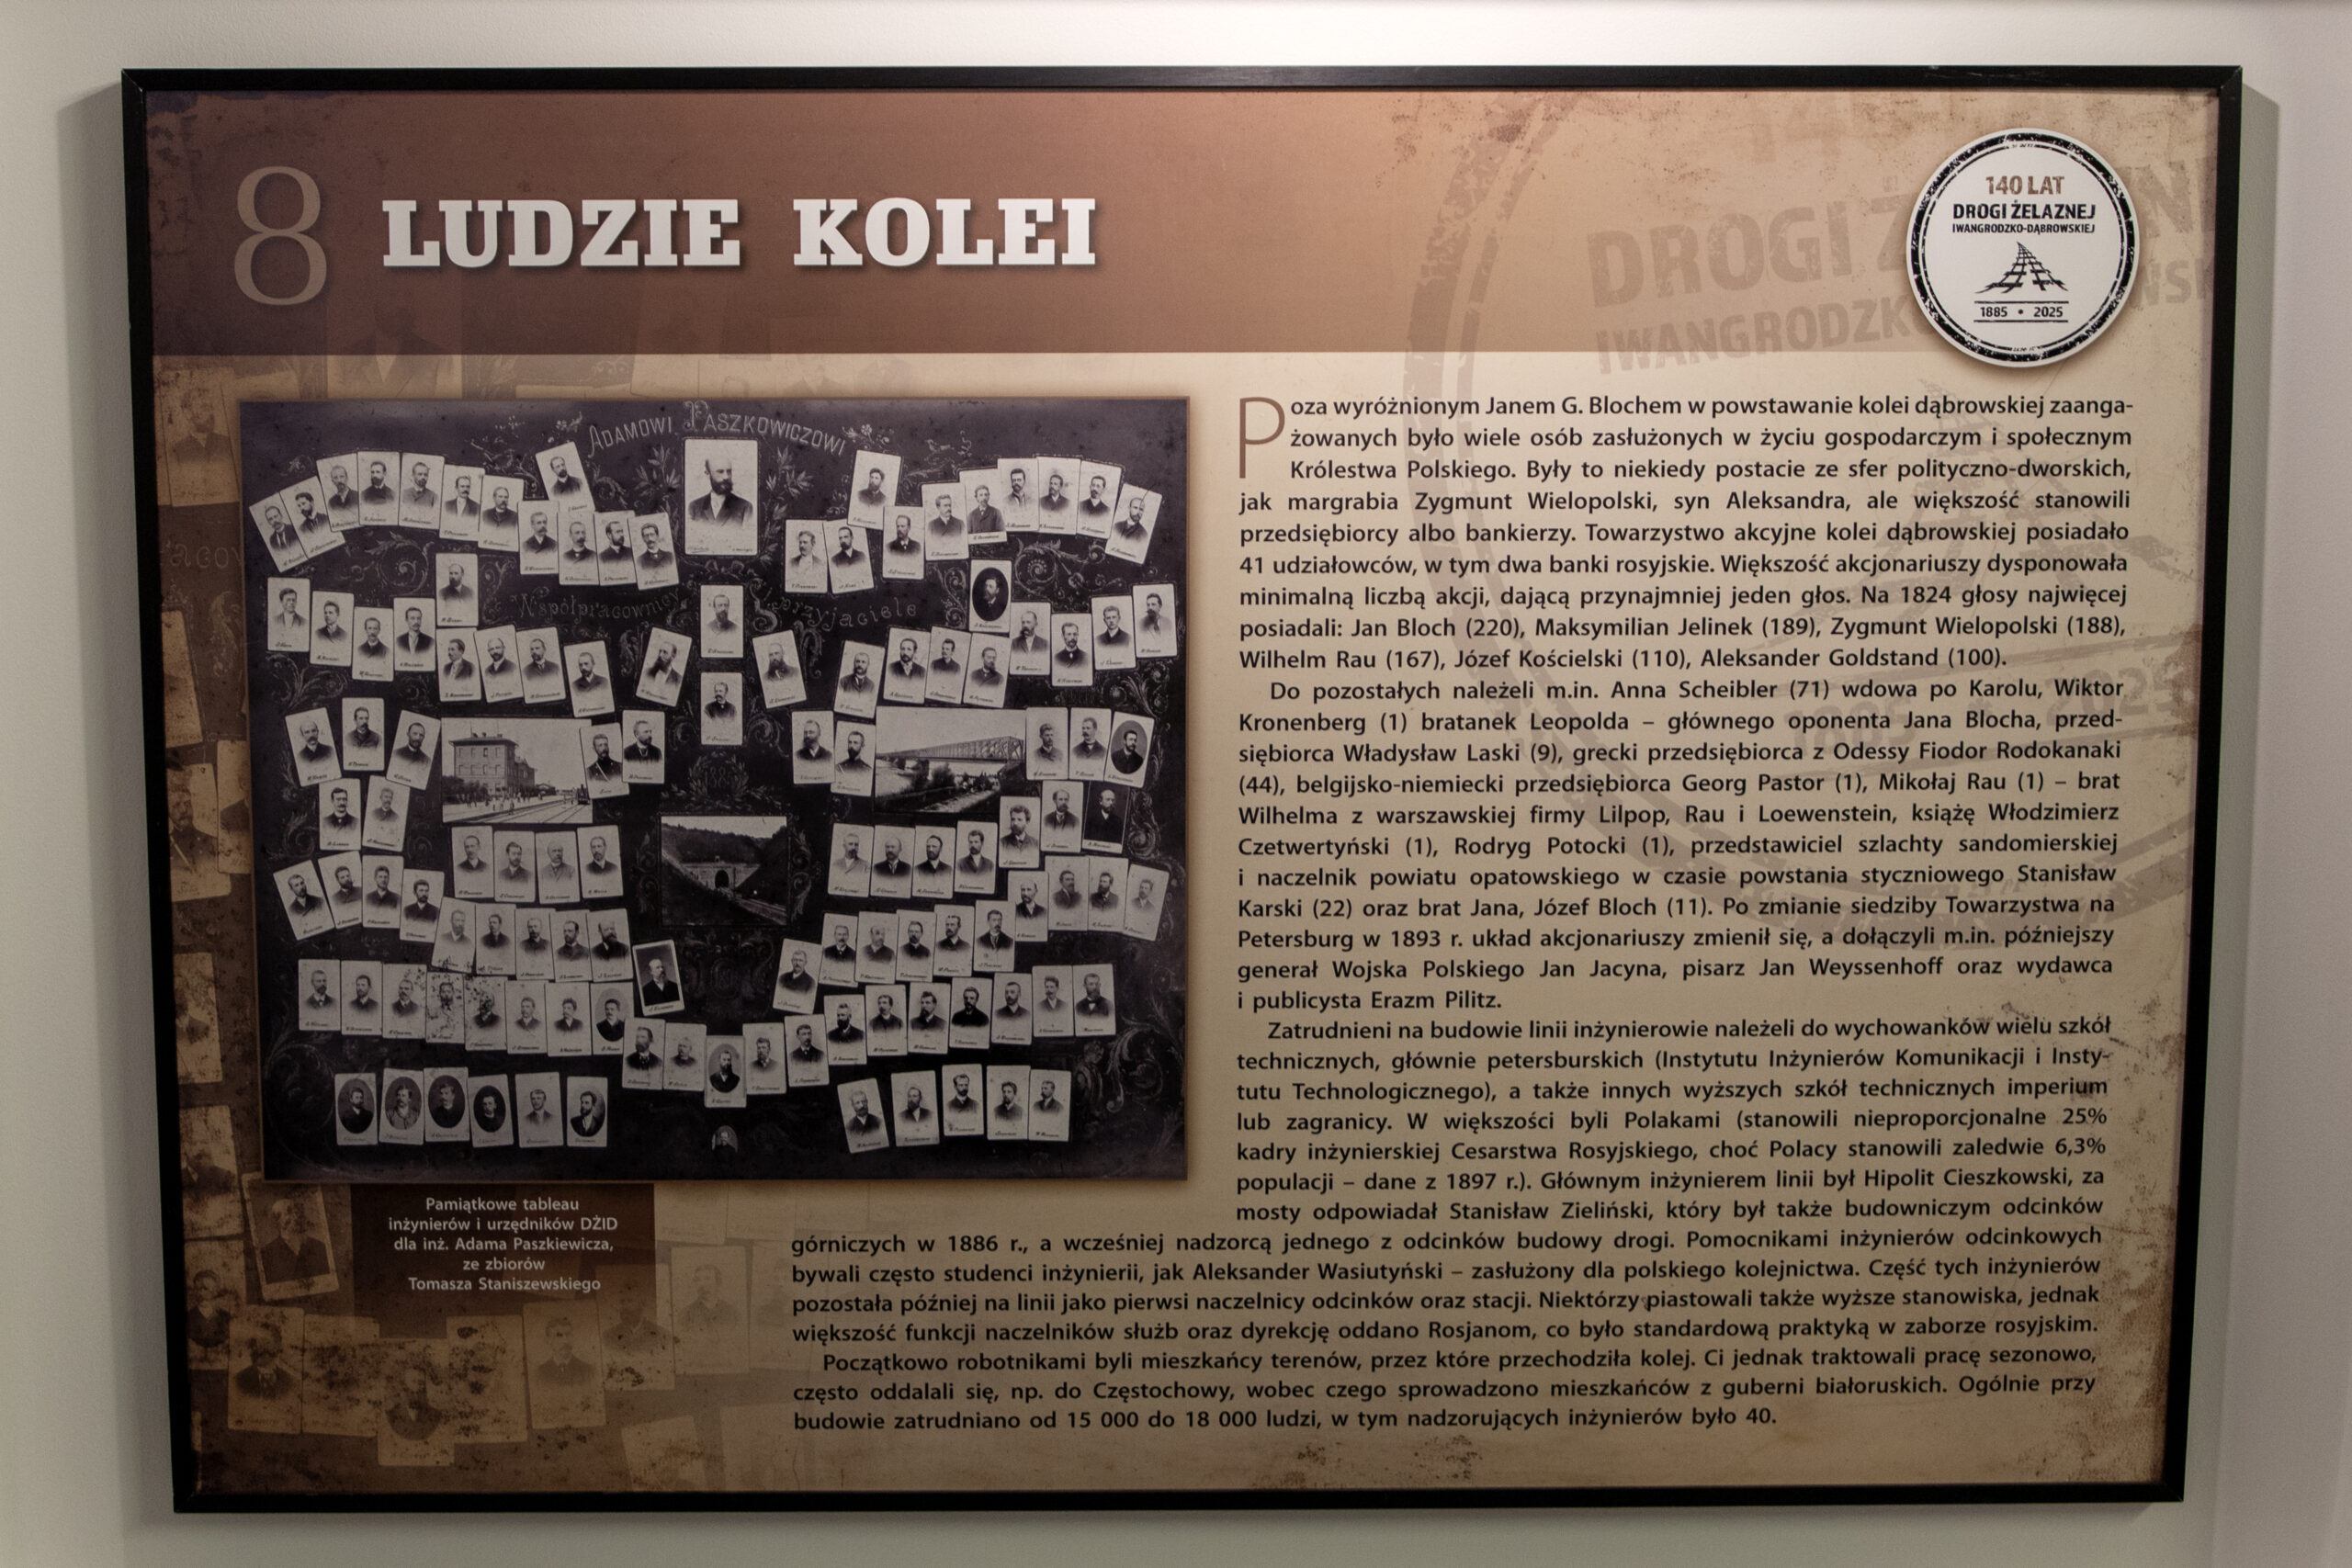 8 LUDZIE KOLEI
140 LAT
DROGI ŻELAZNEJ
IWANGRODZKO-DĄBROWSKIEJ
1885 • 2025
ADAMOWI PASZKOWICZOWI
Współpracownicy i przyjaciele
Pamiątkowe tableau
inżynierów i urzędników DŻID
dla inż. Adama Paszkiewicza,
ze zbiorów
Tomasza Staniszewskiego
Poza wyróżnionym Janem G. Blochem w powstawanie kolei dąbrowskiej zaanga-
żowanych było wiele osób zasłużonych w życiu gospodarczym i społecznym
Królestwa Polskiego. Były to niekiedy postacie ze sfer polityczno-dworskich,
jak margrabia Zygmunt Wielopolski, syn Aleksandra, ale większość stanowili
przedsiębiorcy albo bankierzy. Towarzystwo akcyjne kolei dąbrowskiej posiadało
41 udziałowców, w tym dwa banki rosyjskie. Większość akcjonariuszy dysponowała
minimalną liczbą akcji, dającą przynajmniej jeden głos. Na 1824 głosy najwięcej
posiadali: Jan Bloch (220), Maksymilian Jelinek (189), Zygmunt Wielopolski (188),
Wilhelm Rau (167), Józef Kościelski (110), Aleksander Goldstand (100).
Do pozostałych należeli m.in. Anna Scheibler (71) wdowa po Karolu, Wiktor
Kronenberg (1) bratanek Leopolda – głównego oponenta Jana Blocha, przed-
siębiorca Władysław Laski (9), grecki przedsiębiorca z Odessy Fiodor Rodokanaki
(44), belgijsko-niemiecki przedsiębiorca Georg Pastor (1), Mikołaj Rau (1) – brat
Wilhelma z warszawskiej firmy Lilpop, Rau i Loewenstein, książę Włodzimierz
Czetwertyński (1), Rodryg Potocki (1), przedstawiciel szlachty sandomierskiej
i naczelnik powiatu opatowskiego w czasie powstania styczniowego Stanisław
Karski (22) oraz brat Jana, Józef Bloch (11). Po zmianie siedziby Towarzystwa na
Petersburg w 1893 r. układ akcjonariuszy zmienił się, a dołączyli m.in. późniejszy
generał Wojska Polskiego Jan Jacyna, pisarz Jan Weyssenhoff oraz wydawca
i publicysta Erazm Pilitz.
Zatrudnieni na budowie linii inżynierowie należeli do wychowanków wielu szkół
technicznych, głównie petersburskich (Instytutu Inżynierów Komunikacji i Insty-
tutu Technologicznego), a także innych wyższych szkół technicznych imperium
lub zagranicy. W większości byli Polakami (stanowili nieproporcjonalne 25%
kadry inżynierskiej Cesarstwa Rosyjskiego, choć Polacy stanowili zaledwie 6,3%
populacji – dane z 1897 r.). Głównym inżynierem linii był Hipolit Cieszkowski, za
mosty odpowiadał Stanisław Zieliński, który był także budowniczym odcinków
górniczych w 1886 r., a wcześniej nadzorcą jednego z odcinków budowy drogi. Pomocnikami inżynierów odcinkowych
bywali często studenci inżynierii, jak Aleksander Wasiutyński – zasłużony dla polskiego kolejnictwa. Część tych inżynierów
pozostała później na linii jako pierwsi naczelnicy odcinków oraz stacji. Niektórzy piastowali także wyższe stanowiska, jednak
większość funkcji naczelników służb oraz dyrekcję oddano Rosjanom, co było standardową praktyką w zaborze rosyjskim.
Początkowo robotnikami byli mieszkańcy terenów, przez które przechodziła kolej. Ci jednak traktowali pracę sezonowo,
często oddalali się, np. do Częstochowy, wobec czego sprowadzono mieszkańców z guberni białoruskich. Ogólnie przy
budowie zatrudniano od 15 000 do 18 000 ludzi, w tym nadzorujących inżynierów było 40.